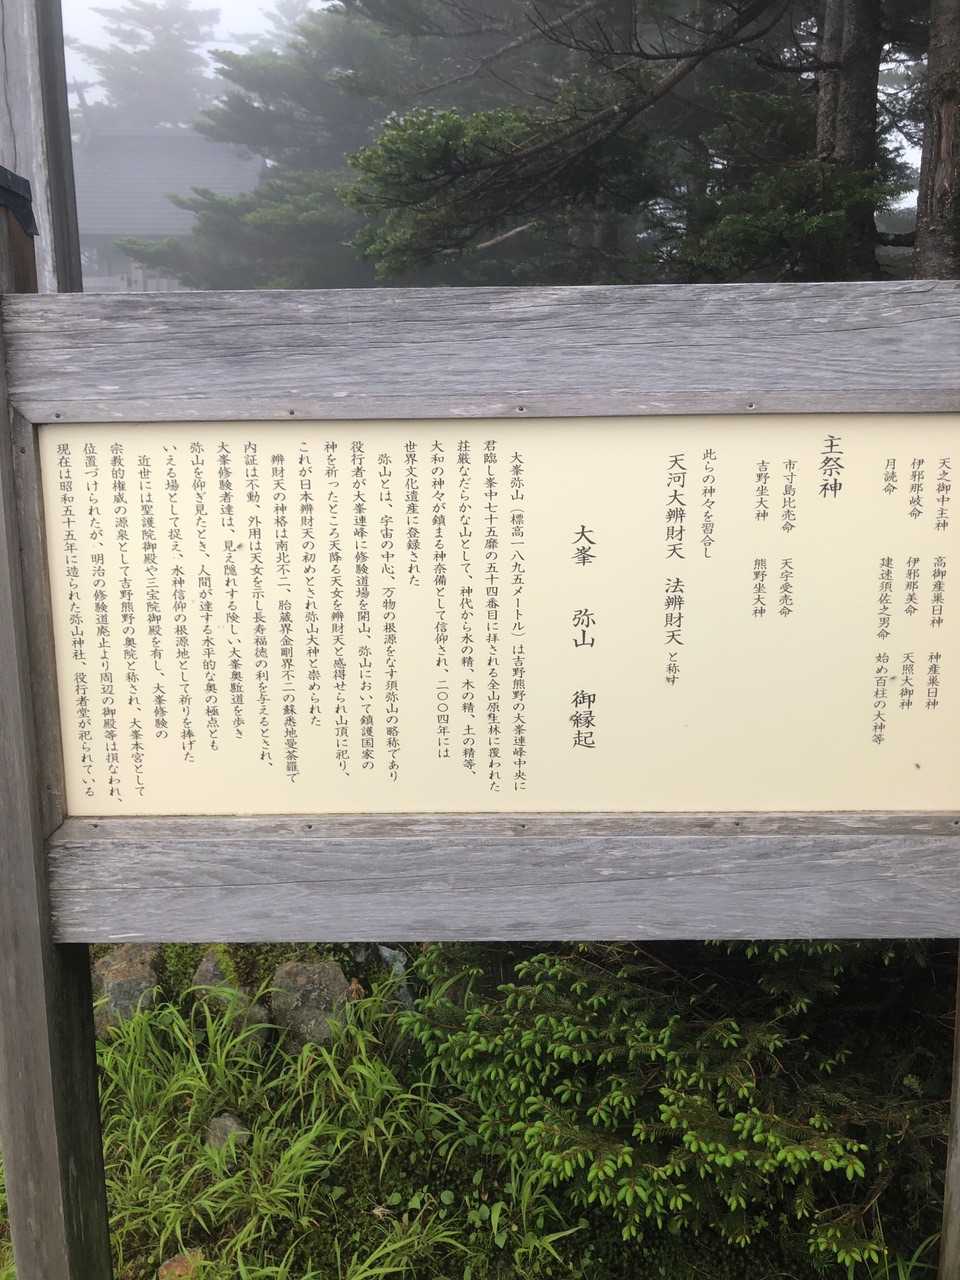 天之御中主神　高御産巣日神　神産巣日神
伊邪那岐命　伊邪那美命　天照大御神
月読命　建速須佐之男命　始め百柱の大神等
主祭神
市寸島比売命　天宇受売命
吉野坐大神　熊野坐大神
此らの神々を習合し
天河大辨財天　法辨財天 と称す
大峯　弥山　御縁起
大峯弥山（標高一八九五メートル）は吉野熊野の大峯連峰中央に
君臨し峯中七十五靡の五十四番目に拝される全山原生林に覆われた
荘厳なだらかな山として、神代から水の精、木の精、土の精等、
大和の神々が鎮まる神奈備として信仰され、二〇〇四年には
世界文化遺産に登録された
弥山とは、宇宙の中心、万物の根源をなす須弥山の略称であり
役行者が大峯連峰に修験道場を開山、弥山において鎮護国家の
神を祈ったところ天降る天女を辨財天と感得せられ山頂に祀り、
これが日本辨財天の初めとされ弥山大神と崇められた
辨財天の神格は南北不二、胎蔵界金剛界不二の蘇悉地曼荼羅で
内証は不動、外用は天女を示し長寿福徳の利を与えるとされ、
大峯修験者達は、見え隠れする険しい大峯奥駈道を歩き
弥山を仰ぎ見たとき、人間が達する水平的な奥の極点とも
いえる場として捉え、水神信仰の根源地として祈りを捧げた
近世には聖護院御殿や三宝院御殿を有し、大峯修験の
宗教的権威の源泉として吉野熊野の奥院と称され、大峯本宮として
位置づけられたが、明治の修験道廃止より周辺の御殿等は損なわれ、
現在は昭和五十五年に造られた弥山神社、役行者堂が祀られている